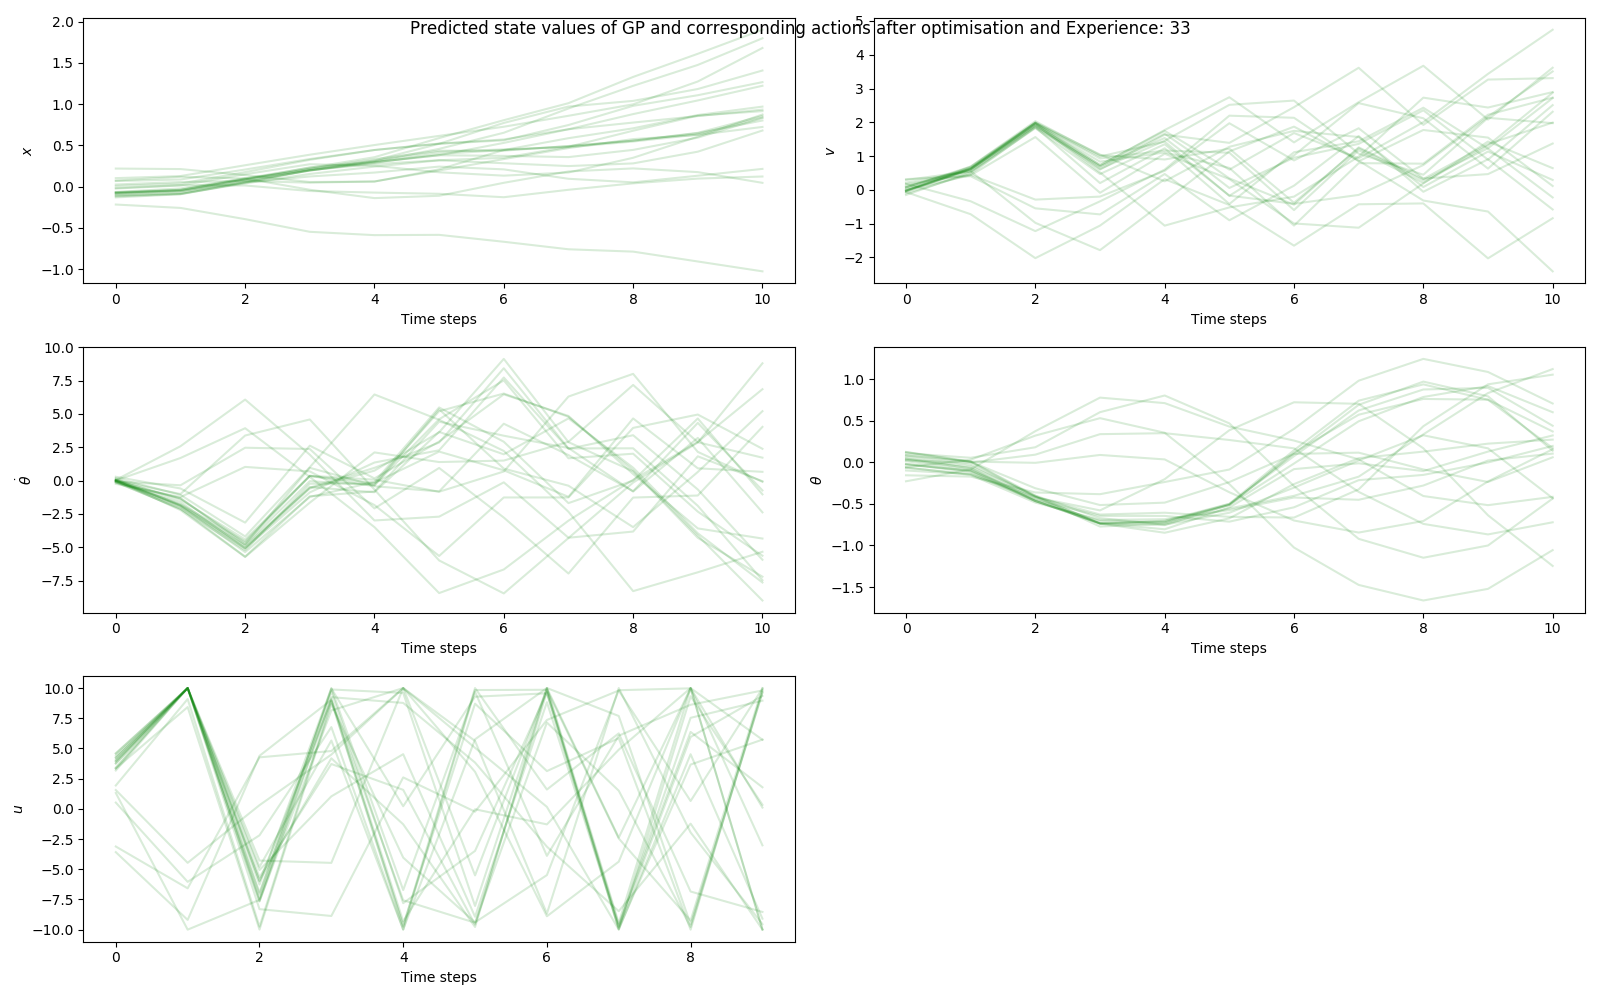 Predicted state values of GP and corresponding actions after optimisation and Experience: 33
2.0
1.5
1.0
0.5
0.0
−0.5
−1.0
x
0 2 4 6 8 10
Time steps
5
4
3
2
1
0
−1
−2
v
0 2 4 6 8 10
Time steps
10.0
7.5
5.0
2.5
0.0
−2.5
−5.0
−7.5
θ̇
0 2 4 6 8 10
Time steps
1.0
0.5
0.0
−0.5
−1.0
−1.5
θ
0 2 4 6 8 10
Time steps
10.0
7.5
5.0
2.5
0.0
−2.5
−5.0
−7.5
−10.0
u
0 2 4 6 8
Time steps